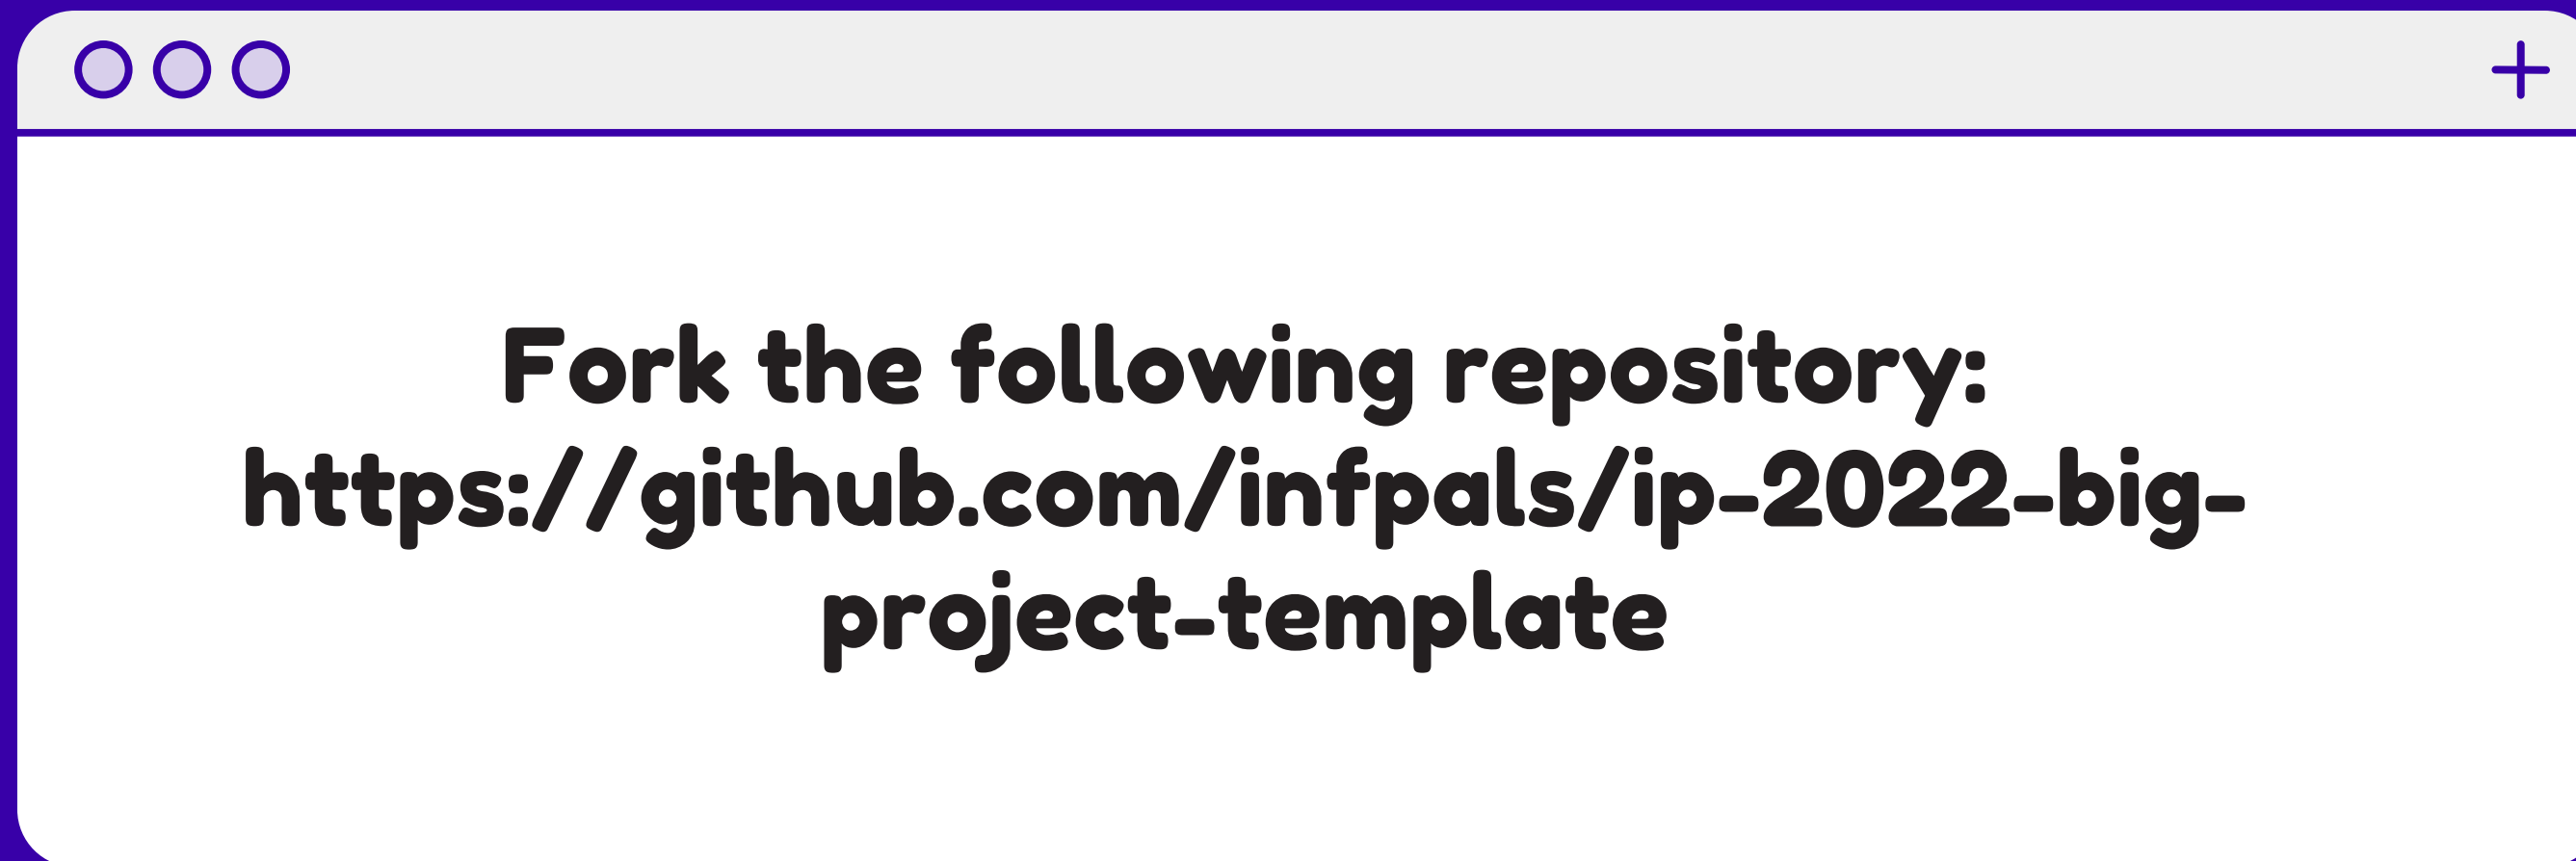 Fork the following repository:
https://github.com/infpals/ip-2022-big-
project-template